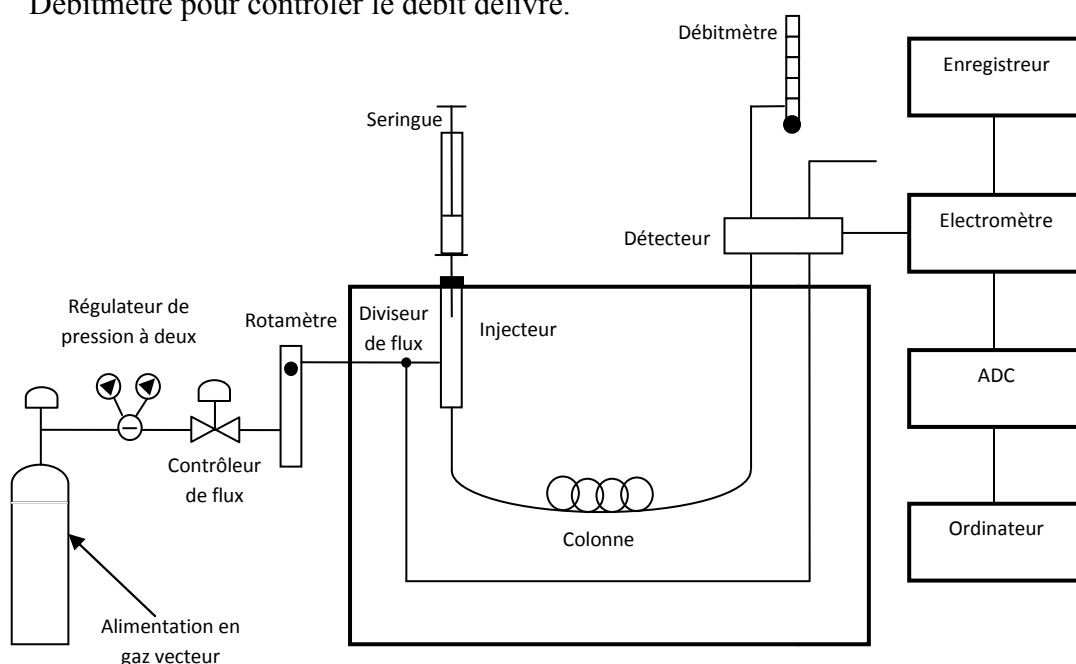 Débitmètre pour contrôler le débit délivré.
Débitmètre
Enregistreur
Seringue
Electromètre
Détecteur
Régulateur de
pression à deux
Rotamètre
Diviseur
de flux
Injecteur
ADC
Contrôleur
de flux
Colonne
Ordinateur
Alimentation en
gaz vecteur